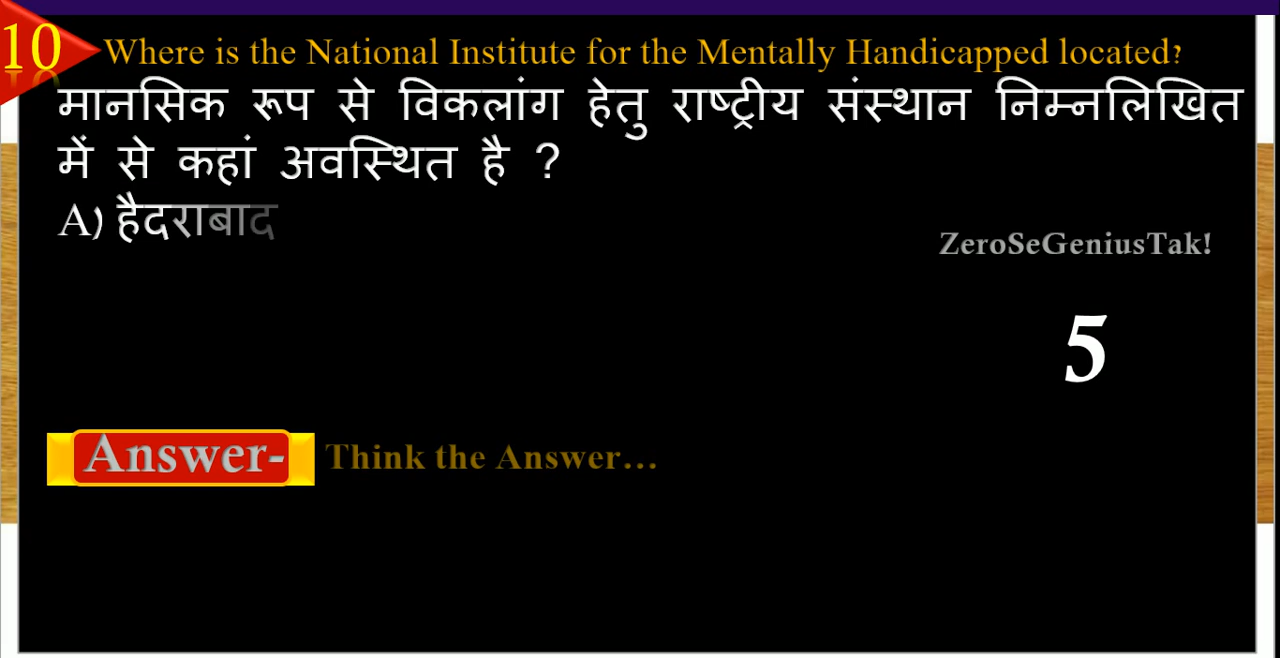 10
Where is the National Institute for the Mentally Handicapped located?
मानसिक रूप से विकलांग हेतु राष्ट्रीय संस्थान निम्नलिखित
में से कहां अवस्थित है ?
A) हैदराबाद
ZeroSeGeniusTak!
5
Answer- Think the Answer...